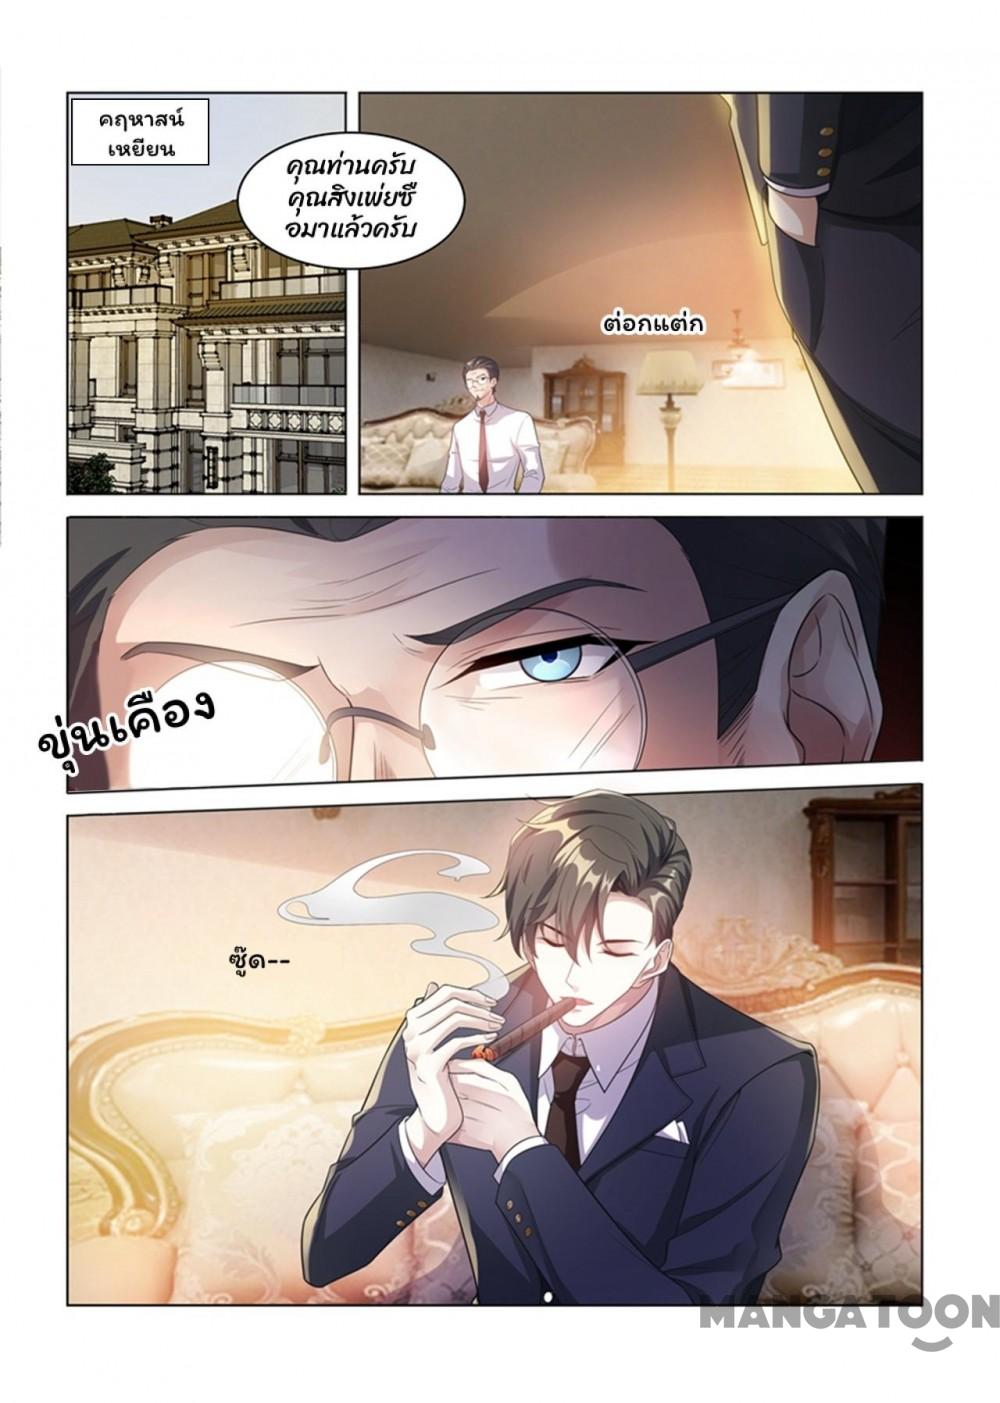 คฤหาสน์
เหยียน
คุณท่านครับ
คุณสิงเพ่ยซื
อมาแล้วครับ
ต่อกแต่ก
ขุ่นเคือง
ซู๊ด--
MANGATOON